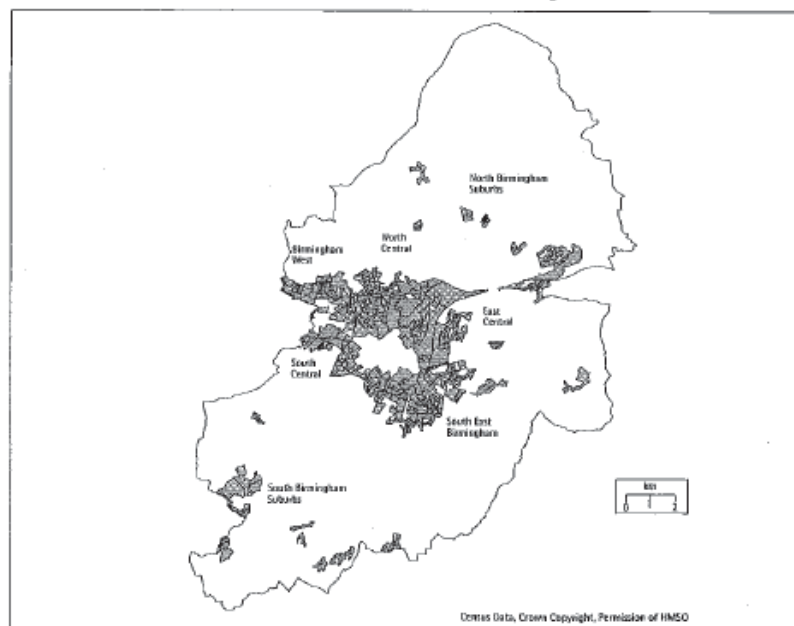 North Birmingham
Suburbs
North
Central
Birmingham
West
East
Central
South
Central
South East
Birmingham
South Birmingham
Suburbs
km
0 1 2
Census Data, Crown Copyright, Permission of HMSO